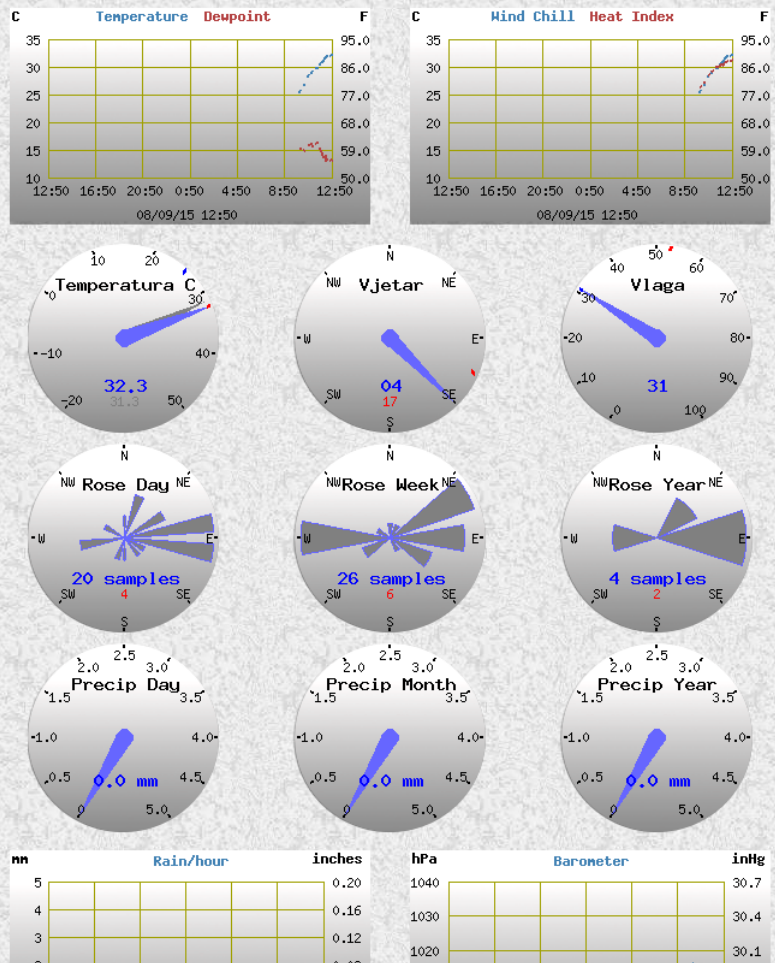 C Temperature Dewpoint F
35 95.0
30 86.0
25 77.0
20 68.0
15 59.0
10 50.0
12:50 16:50 20:50 0:50 4:50 8:50 12:50
08/09/15 12:50
C Wind Chill Heat Index F
35 95.0
30 86.0
25 77.0
20 68.0
15 59.0
10 50.0
12:50 16:50 20:50 0:50 4:50 8:50 12:50
08/09/15 12:50
10 20
Temperatura C
0 30
-10 40
32.3
-20 31.3 50
N
NW Vjetar NE
W E
04
SW 17 SE
S
40 50 60
Vlaga
30 70
20 80
10 31 90
0 100
N
NW Rose Day NE
W E
20 samples
SW 4 SE
S
N
NW Rose Week NE
W E
26 samples
SW 6 SE
S
N
NW Rose Year NE
W E
4 samples
SW 2 SE
S
2.0 2.5 3.0
Precip Day
1.5 3.5
1.0 4.0
0.5 0.0 mm 4.5
0 5.0
2.0 2.5 3.0
Precip Month
1.5 3.5
1.0 4.0
0.5 0.0 mm 4.5
0 5.0
2.0 2.5 3.0
Precip Year
1.5 3.5
1.0 4.0
0.5 0.0 mm 4.5
0 5.0
mm Rain/hour inches
5 0.20
4 0.16
3 0.12
hPa Barometer inHg
1040 30.7
1030 30.4
1020 30.1